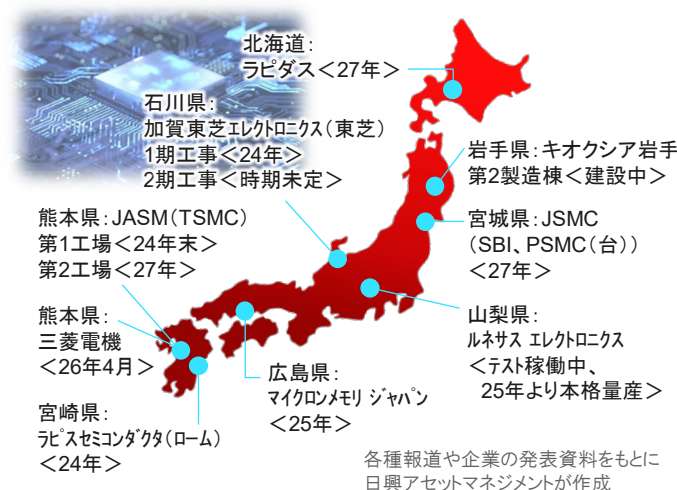 北海道:
ラピダス<27年>
石川県:
加賀東芝ｴﾚｸﾄﾛﾆｸｽ(東芝)
1期工事<24年>
2期工事<時期未定>
岩手県:キオクシア岩手
第2製造棟<建設中>
熊本県:JASM(TSMC)
第1工場<24年末>
第2工場<27年>
宮城県:JSMC
(SBI、PSMC(台))
<27年>
熊本県:
三菱電機
<26年4月>
山梨県:
ﾙﾈｻｽ ｴﾚｸﾄﾛﾆｸｽ
<ﾃｽﾄ稼働中、
25年より本格量産>
広島県:
ﾏｲｸﾛﾝﾒﾓﾘ ｼﾞｬﾊﾟﾝ
<25年>
宮崎県:
ﾗﾋﾟｽｾﾐｺﾝﾀﾞｸﾀ(ﾛｰﾑ)
<24年>
各種報道や企業の発表資料をもとに
日興アセットマネジメントが作成